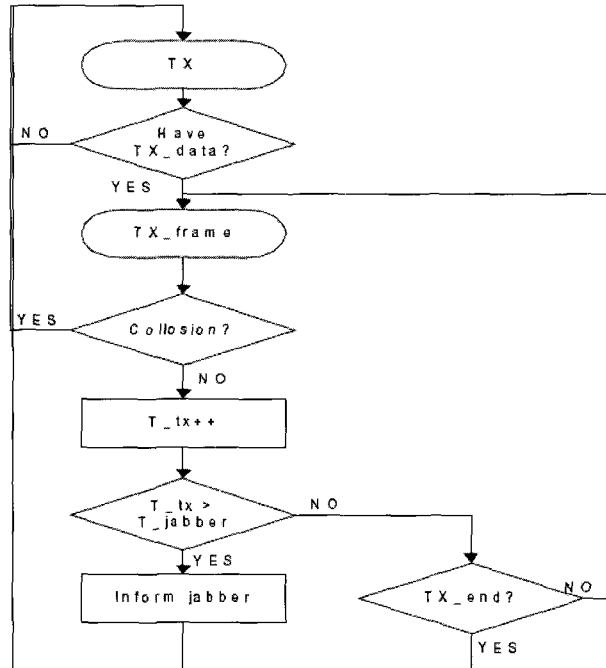 TX
Have
TX_data?
NO
YES
TX_frame
Collosion?
YES
NO
T_tx++
T_tx >
T_jabber
NO
YES
Inform jabber
TX_end?
NO
YES